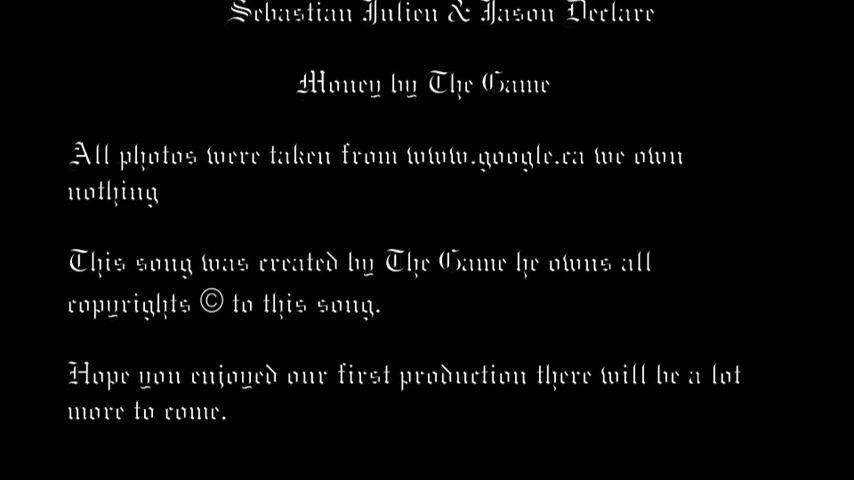 Sebastian Julien & Jason Declare
Money by The Game
All photos were taken from www.google.ca we own
nothing
This song was created by The Game he owns all
copyrights © to this song.
Hope you enjoyed our first production there will be a lot
more to come.